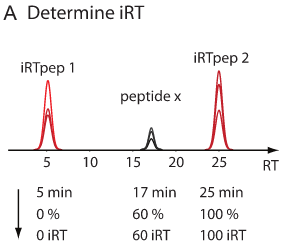 A Determine iRT
iRTpep 1
iRTpep 2
peptide x
5 10 15 20 25 RT
5 min 17 min 25 min
0 % 60 % 100 %
0 iRT 60 iRT 100 iRT